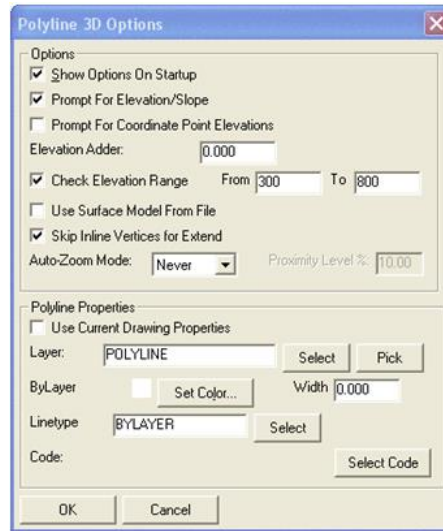 Polyline 3D Options
Options
Show Options On Startup
Prompt For Elevation/Slope
Prompt For Coordinate Point Elevations
Elevation Adder: 0.000
Check Elevation Range From 300 To 800
Use Surface Model From File
Skip Inline Vertices for Extend
Auto-Zoom Mode: Never Proximity Level %: 10.00
Polyline Properties
Use Current Drawing Properties
Layer: POLYLINE Select Pick
ByLayer Set Color... Width 0.000
Linetype BYLAYER Select
Code: Select Code
OK Cancel